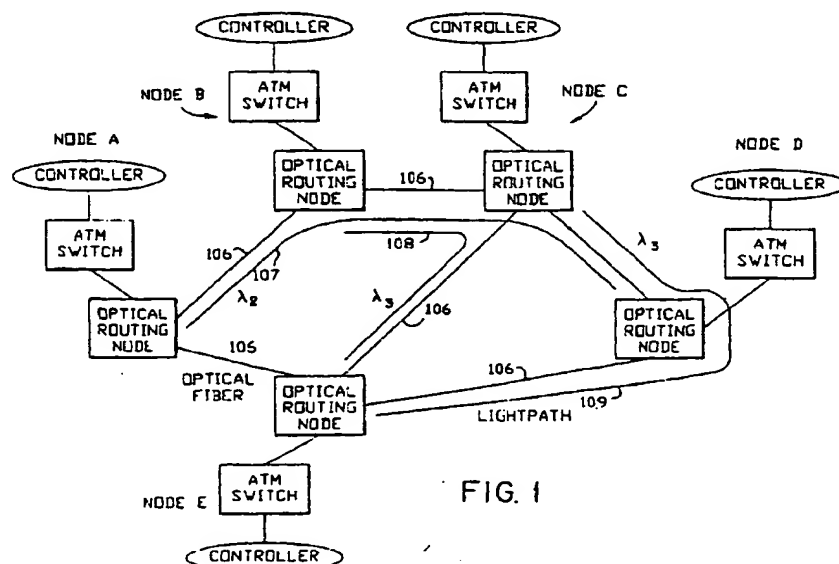 CONTROLLER
CONTROLLER
ATM
SWITCH
NODE B
ATM
SWITCH
NODE C
NODE A
CONTROLLER
OPTICAL
ROUTING
NODE
106
OPTICAL
ROUTING
NODE
NODE D
CONTROLLER
ATM
SWITCH
106
107
108
λ3
ATM
SWITCH
λ2
λ3
106
OPTICAL
ROUTING
NODE
OPTICAL
ROUTING
NODE
105
OPTICAL
FIBER
106
OPTICAL
ROUTING
NODE
LIGHTPATH
109
NODE E
ATM
SWITCH
FIG. 1
CONTROLLER